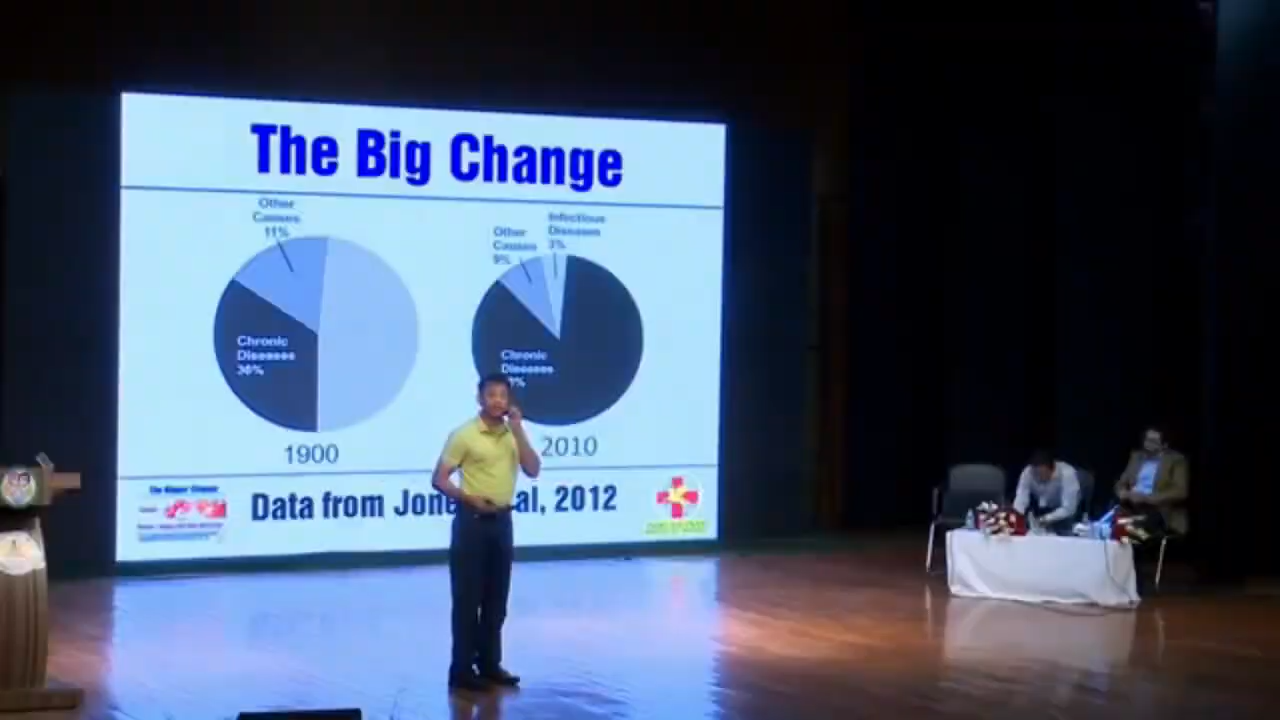 The Big Change
Other
Causes
11%
Chronic
Diseases
36%
1900
Other
Causes
9%
Infectious
Diseases
3%
Chronic
Diseases
2010
Data from Jone al, 2012